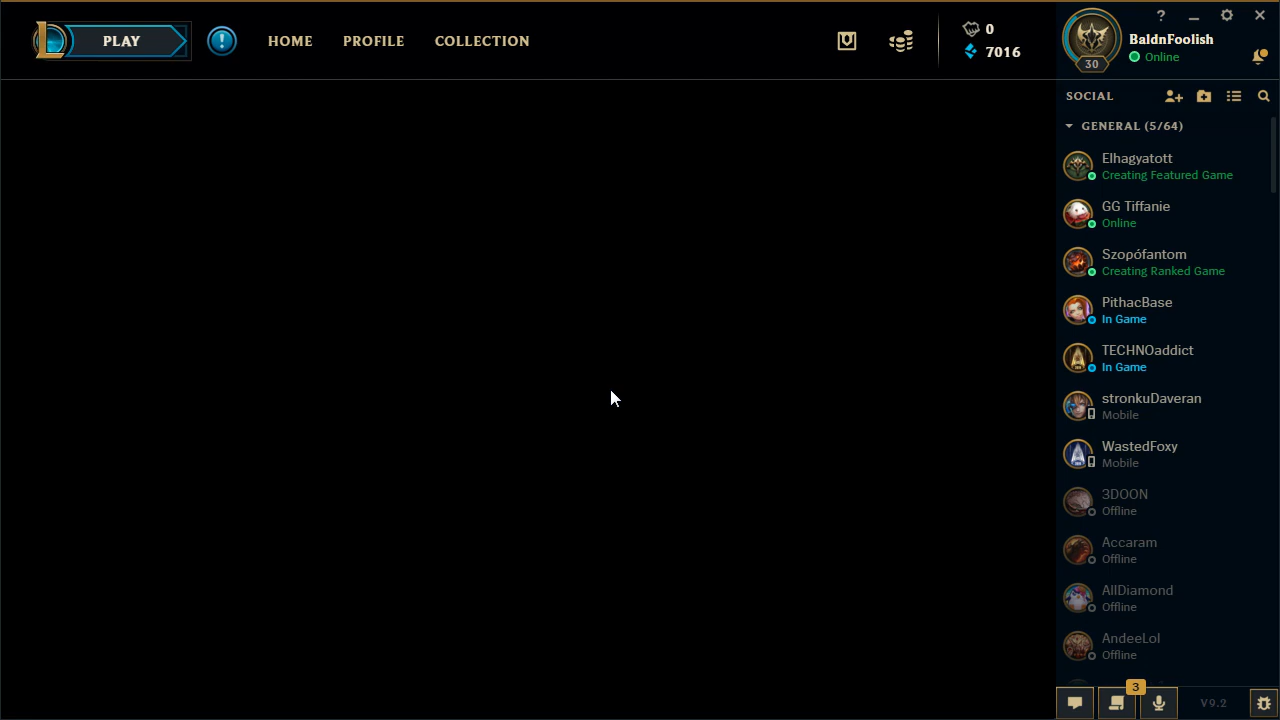 PLAY
HOME
PROFILE
COLLECTION
0
7016
?
30
BaldnFoolish
Online
SOCIAL
GENERAL (5/64)
Elhagyatott
Creating Featured Game
GG Tiffanie
Online
Szopófantom
Creating Ranked Game
PithacBase
In Game
TECHNOaddict
In Game
stronkuDaveran
Mobile
WastedFoxy
Mobile
3DOON
Offline
Accaram
Offline
AllDiamond
Offline
AndeeLol
Offline
3
V9.2